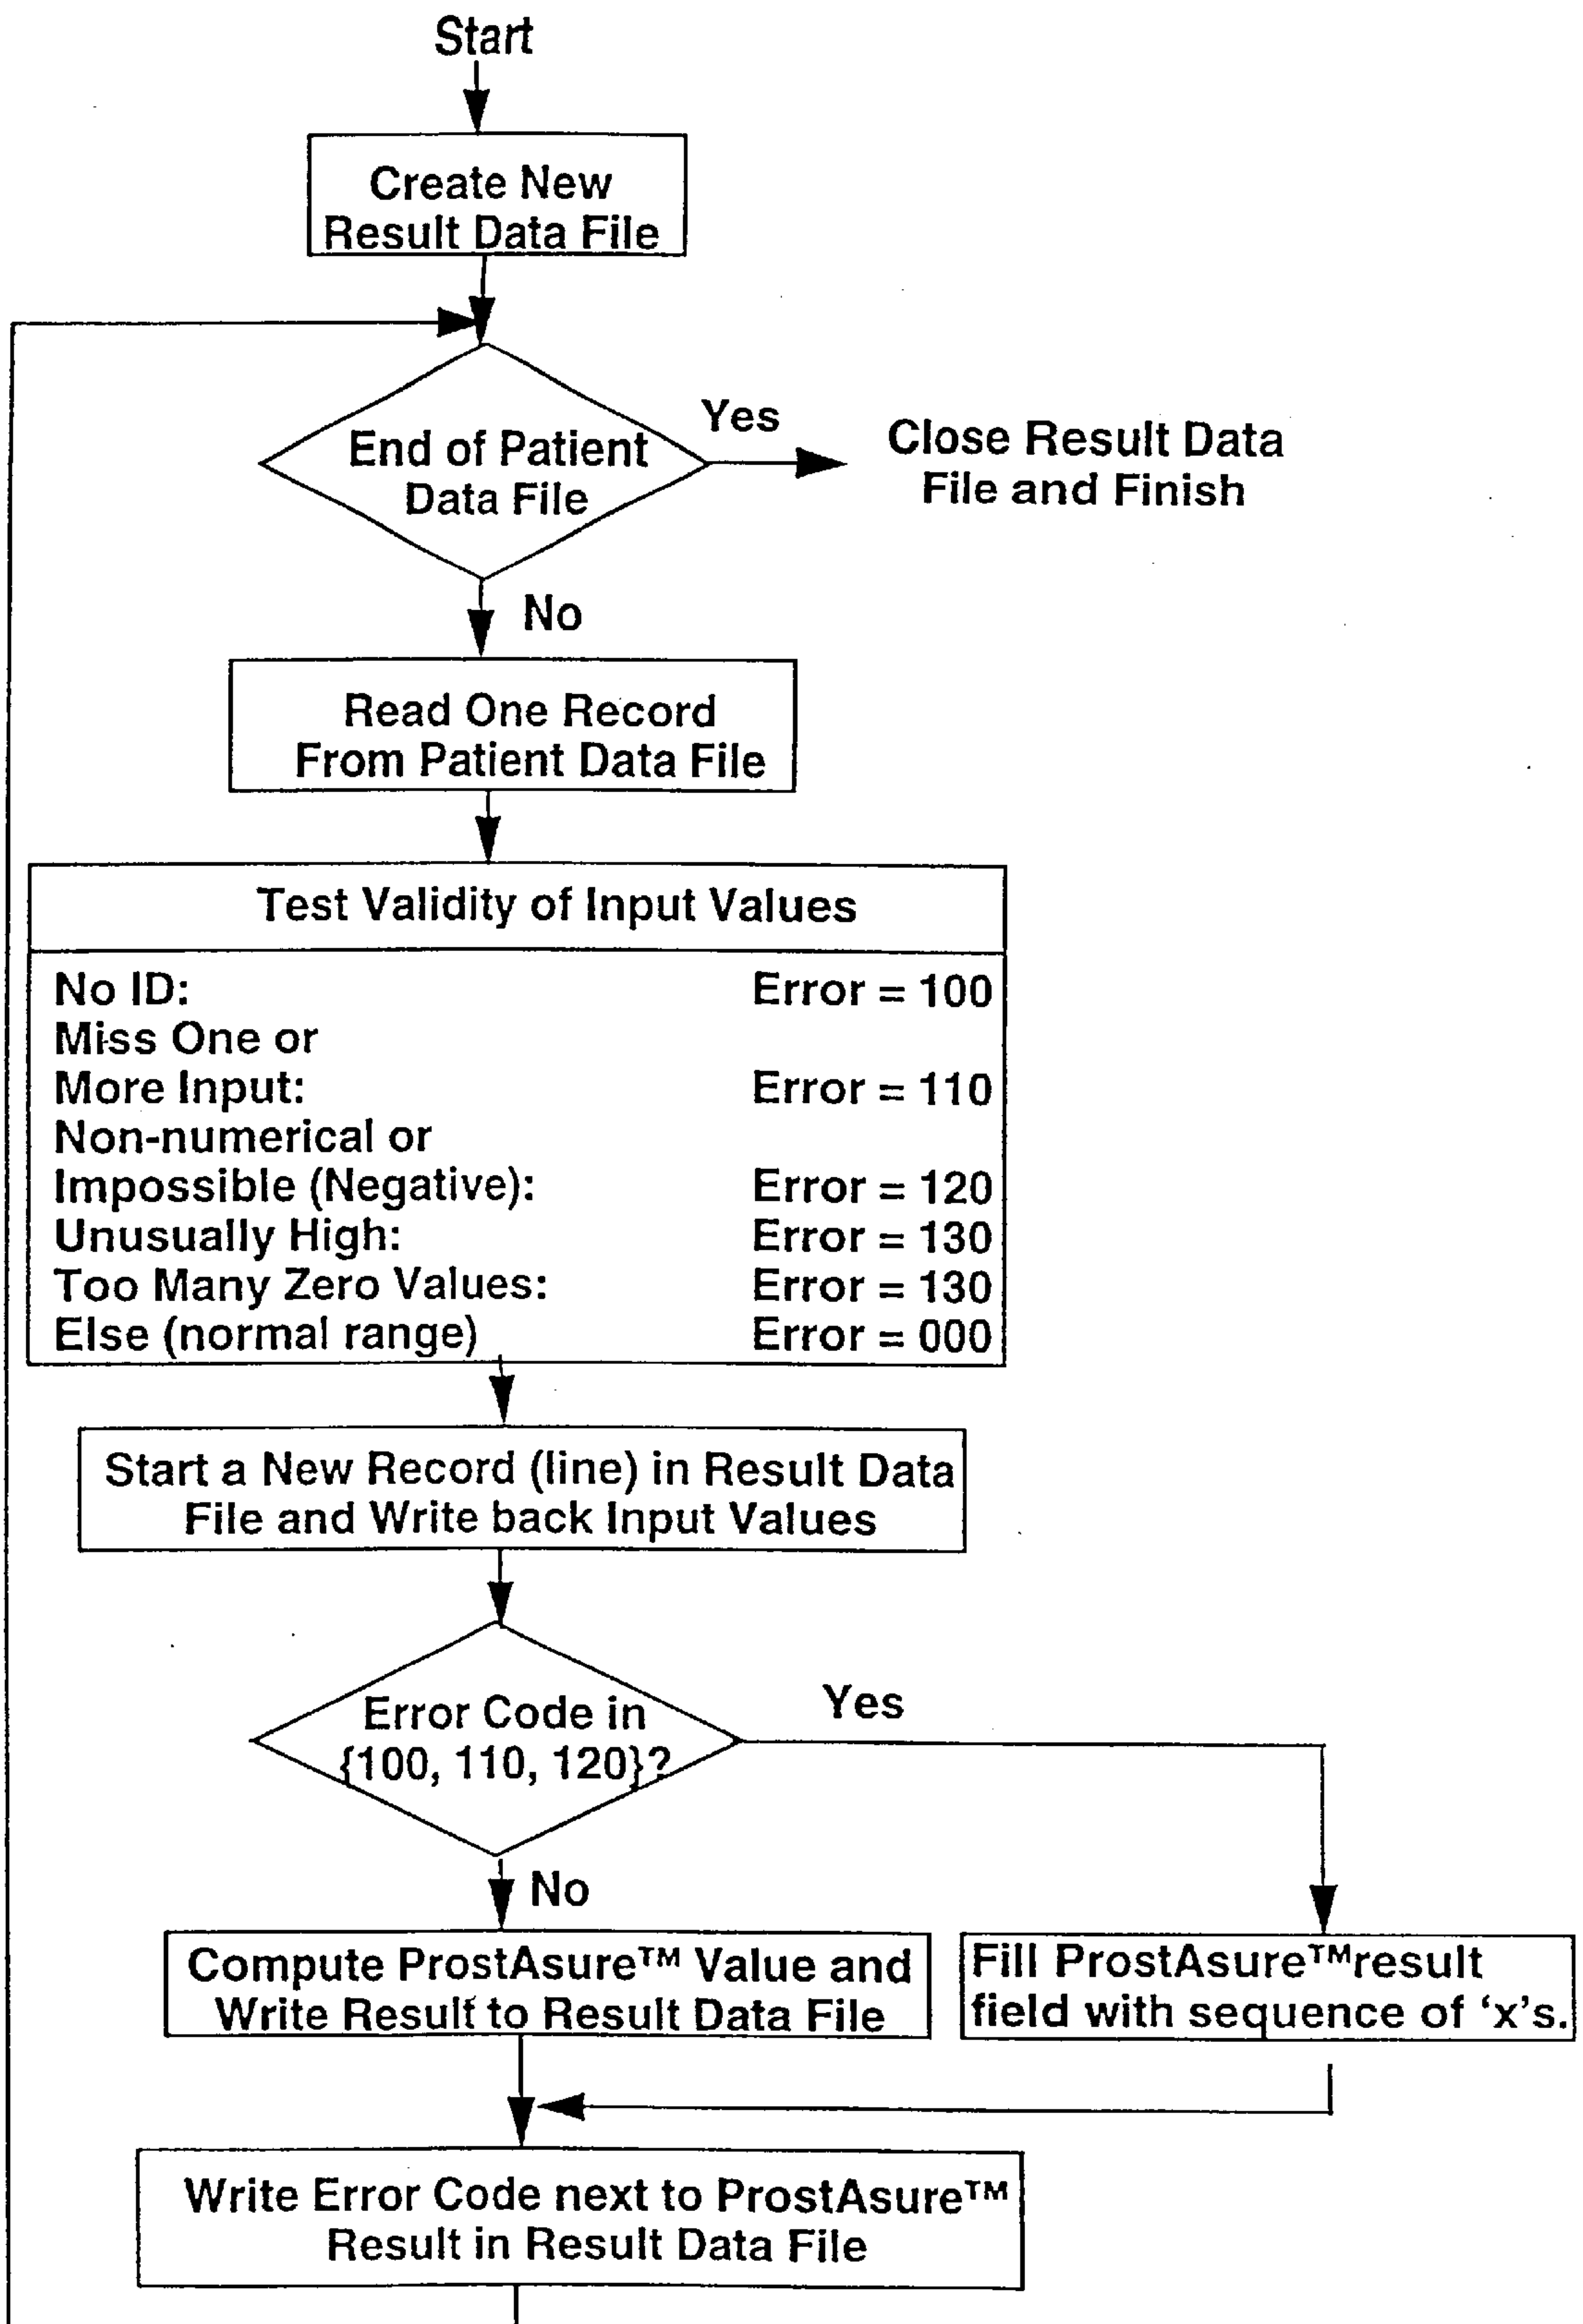 Start
Create New
Result Data File
End of Patient
Data File
Yes
Close Result Data
File and Finish
No
Read One Record
From Patient Data File
Test Validity of Input Values
No ID: Error = 100
Miss One or
More Input: Error = 110
Non-numerical or
Impossible (Negative): Error = 120
Unusually High: Error = 130
Too Many Zero Values: Error = 130
Else (normal range) Error = 000
Start a New Record (line) in Result Data
File and Write back Input Values
Error Code in
{100, 110, 120}?
Yes
No
Compute ProstAsure™ Value and
Write Result to Result Data File
Fill ProstAsure™result
field with sequence of ‘x’s.
Write Error Code next to ProstAsure™
Result in Result Data File